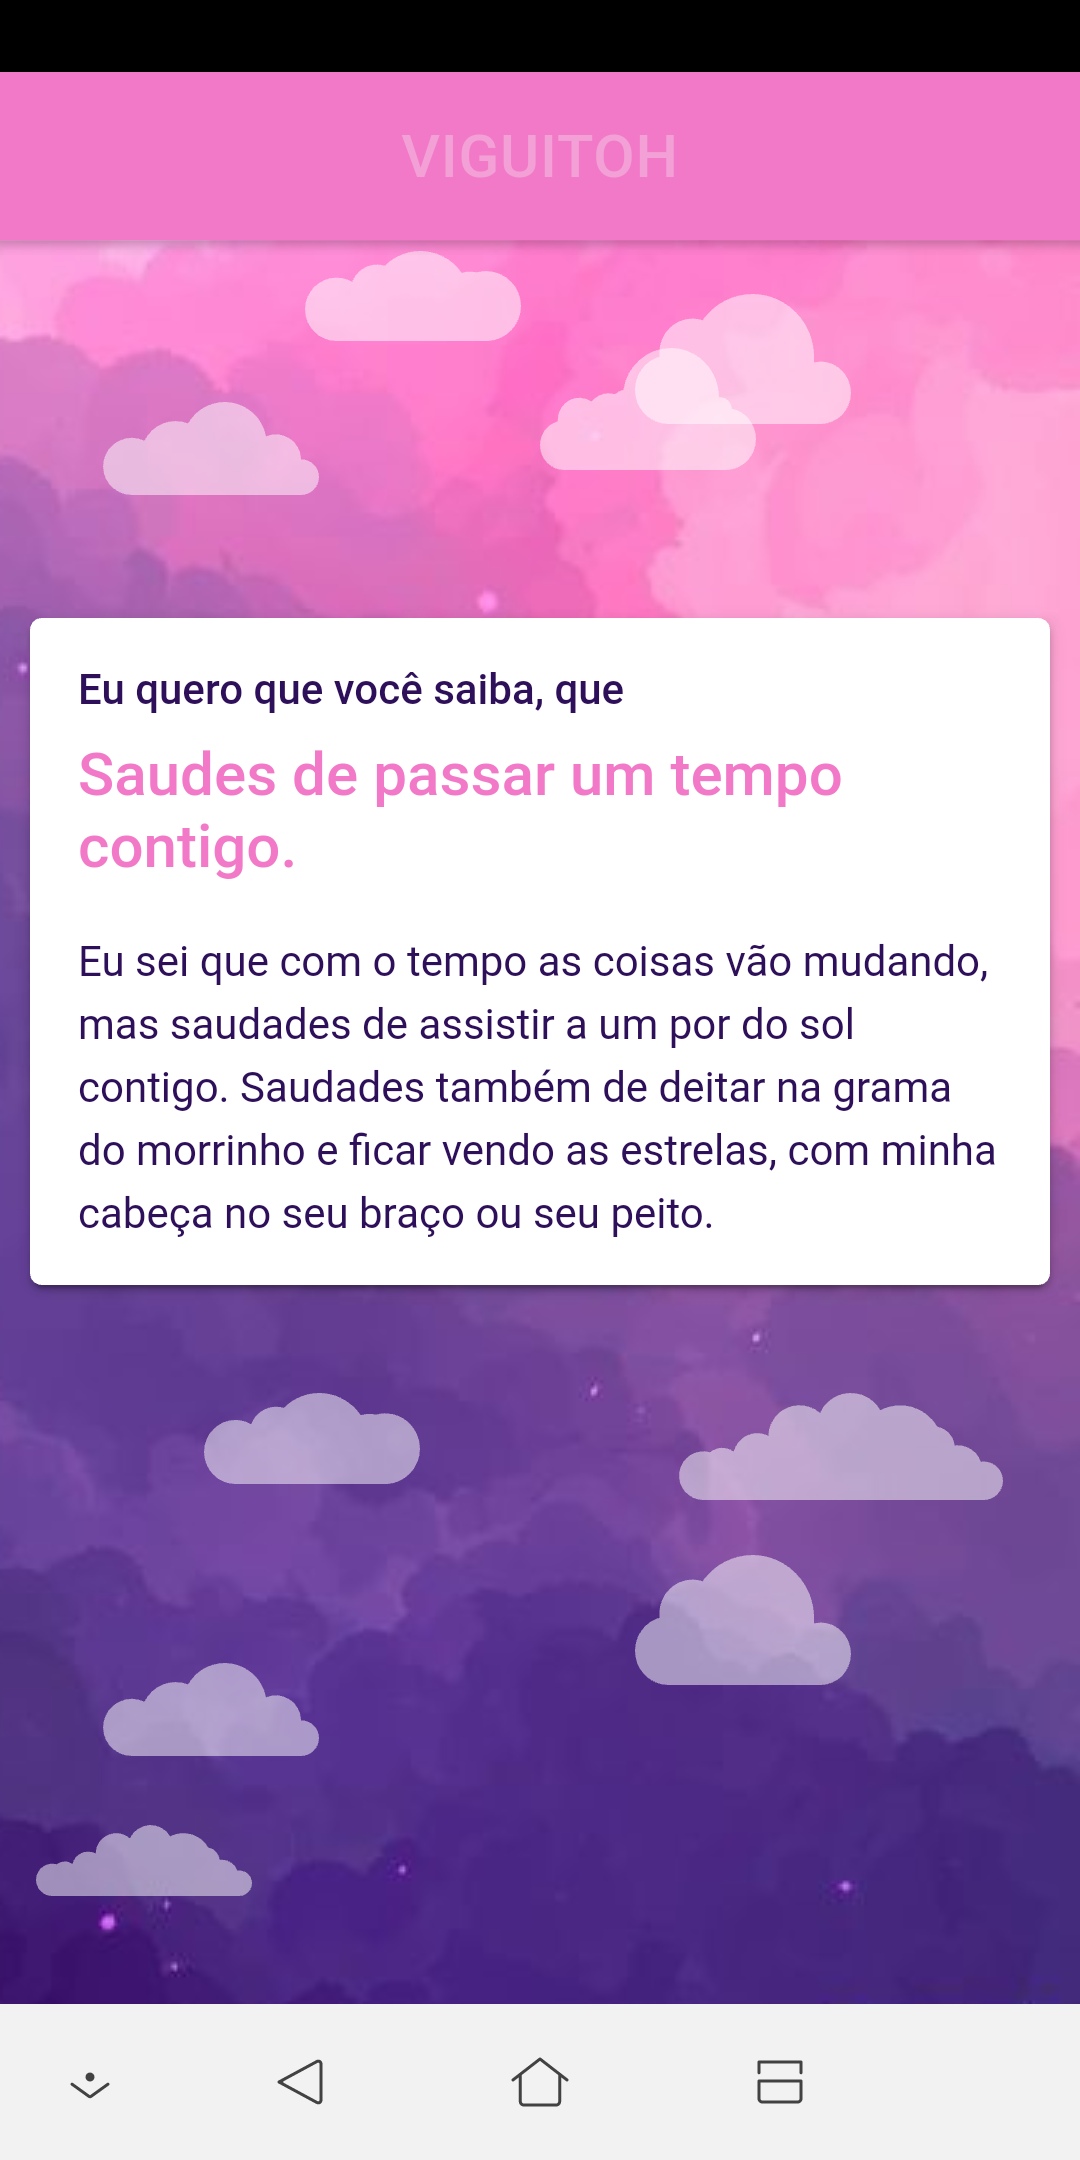 VIGUITOH
Eu quero que você saiba, que
Saudes de passar um tempo
contigo.
Eu sei que com o tempo as coisas vão mudando,
mas saudades de assistir a um por do sol
contigo. Saudades também de deitar na grama
do morrinho e ficar vendo as estrelas, com minha
cabeça no seu braço ou seu peito.